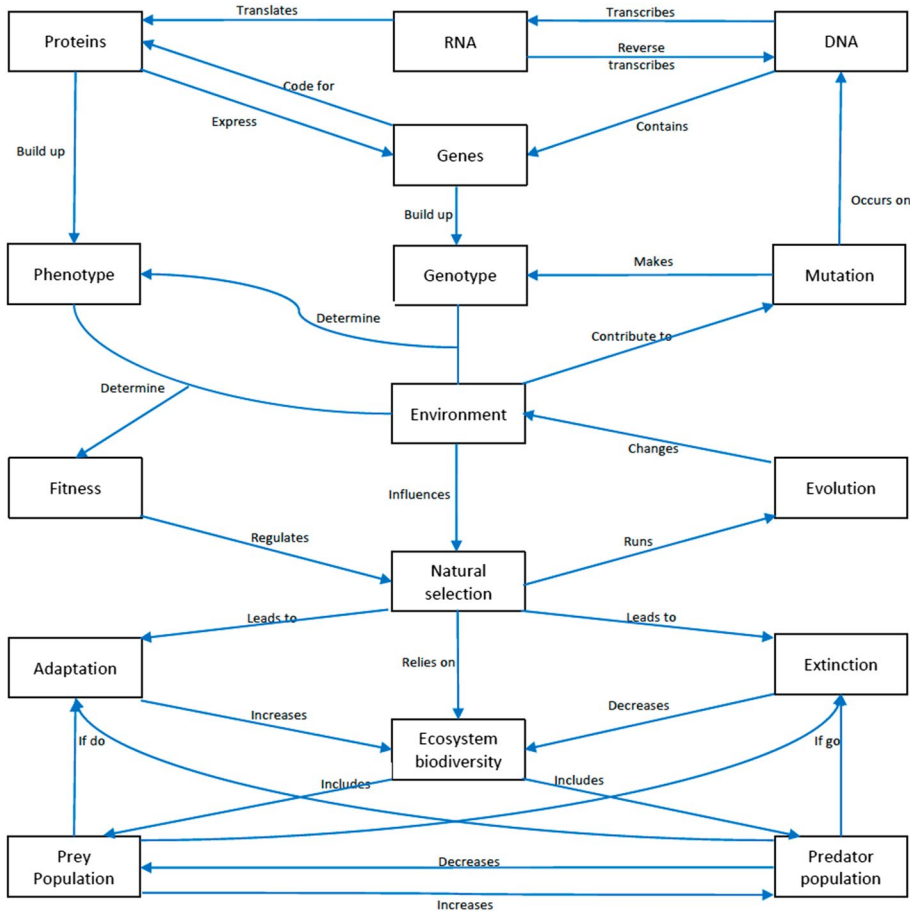 Translates
Transcribes
Proteins
RNA
DNA
Reverse
transcribes
Code for
Express
Contains
Genes
Build up
Build up
Occurs on
Phenotype
Genotype
Makes
Mutation
Determine
Contribute to
Determine
Environment
Changes
Fitness
Influences
Evolution
Regulates
Runs
Natural
selection
Leads to
Leads to
Adaptation
Relies on
Extinction
Increases
Decreases
If do
Ecosystem
biodiversity
If go
Includes
Includes
Prey
Population
Decreases
Predator
population
Increases